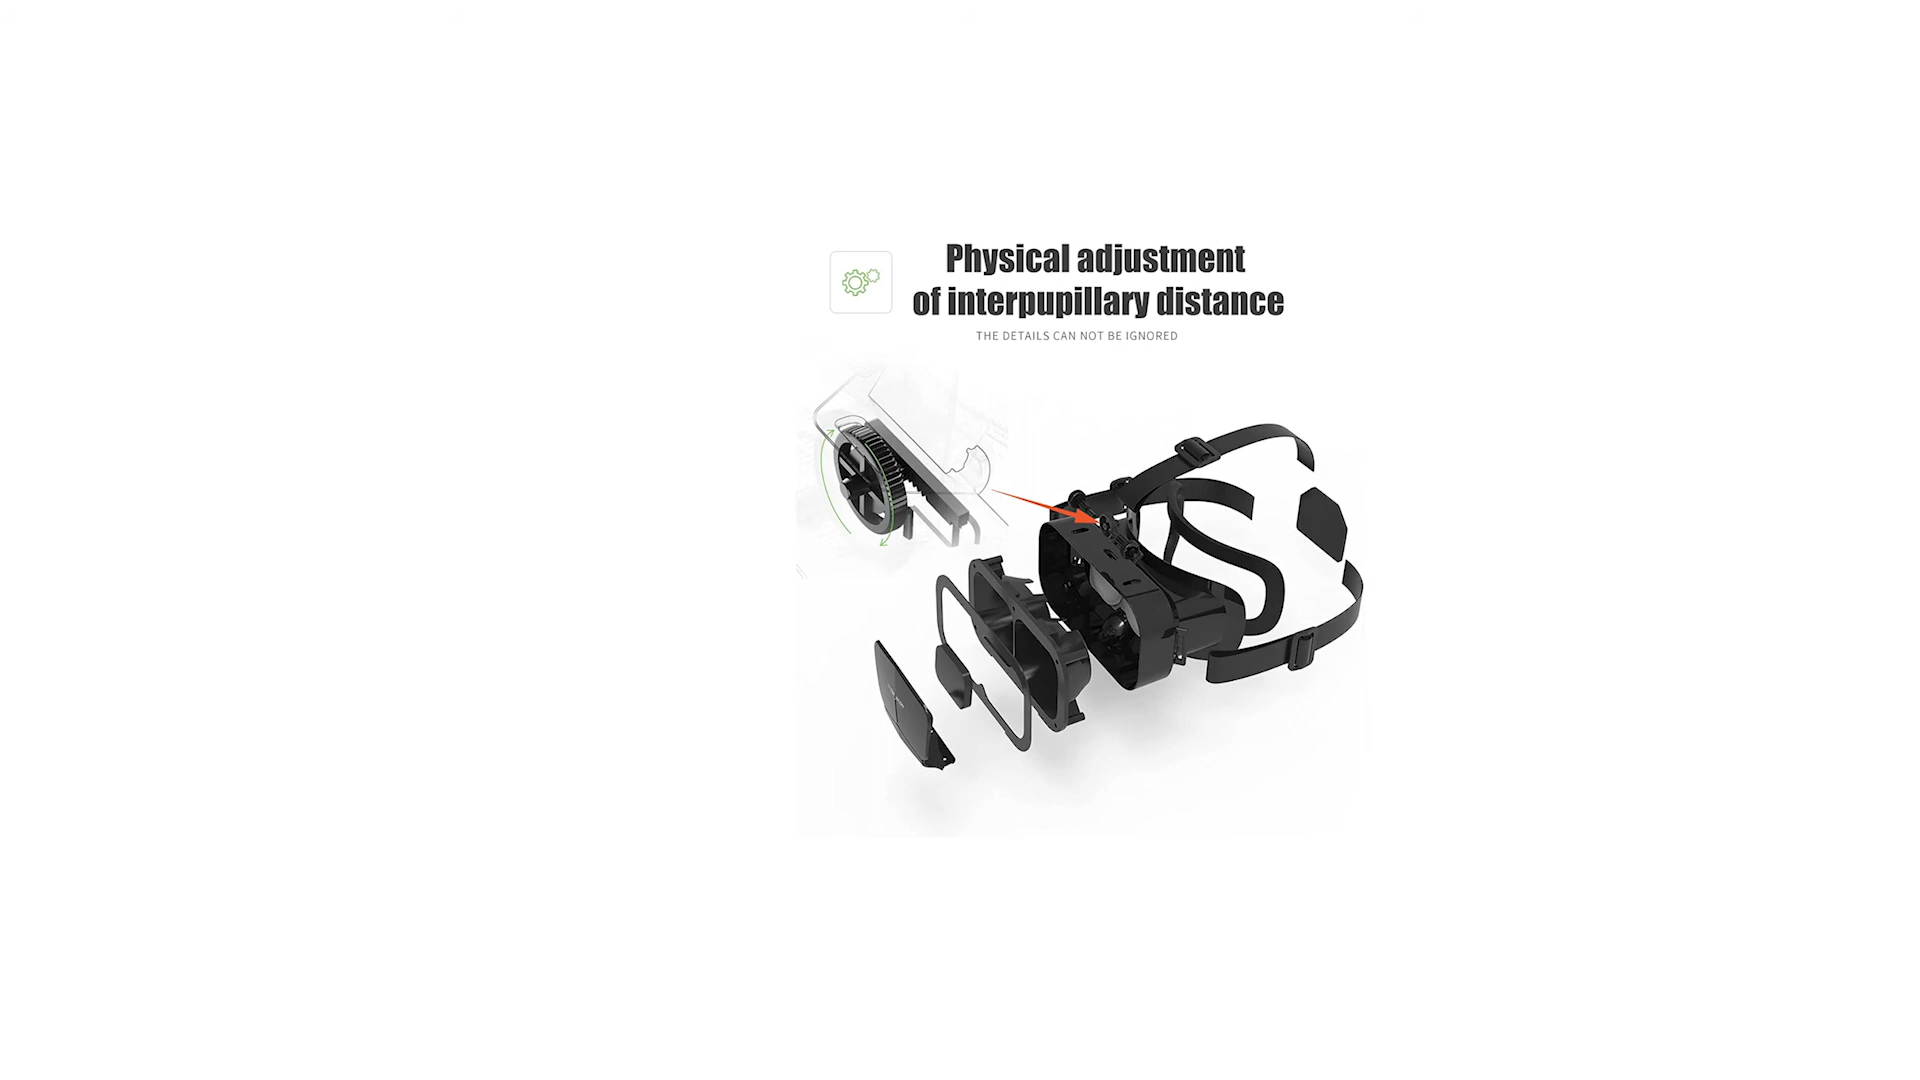 Physical adjustment
of interpupillary distance
THE DETAILS CAN NOT BE IGNORED